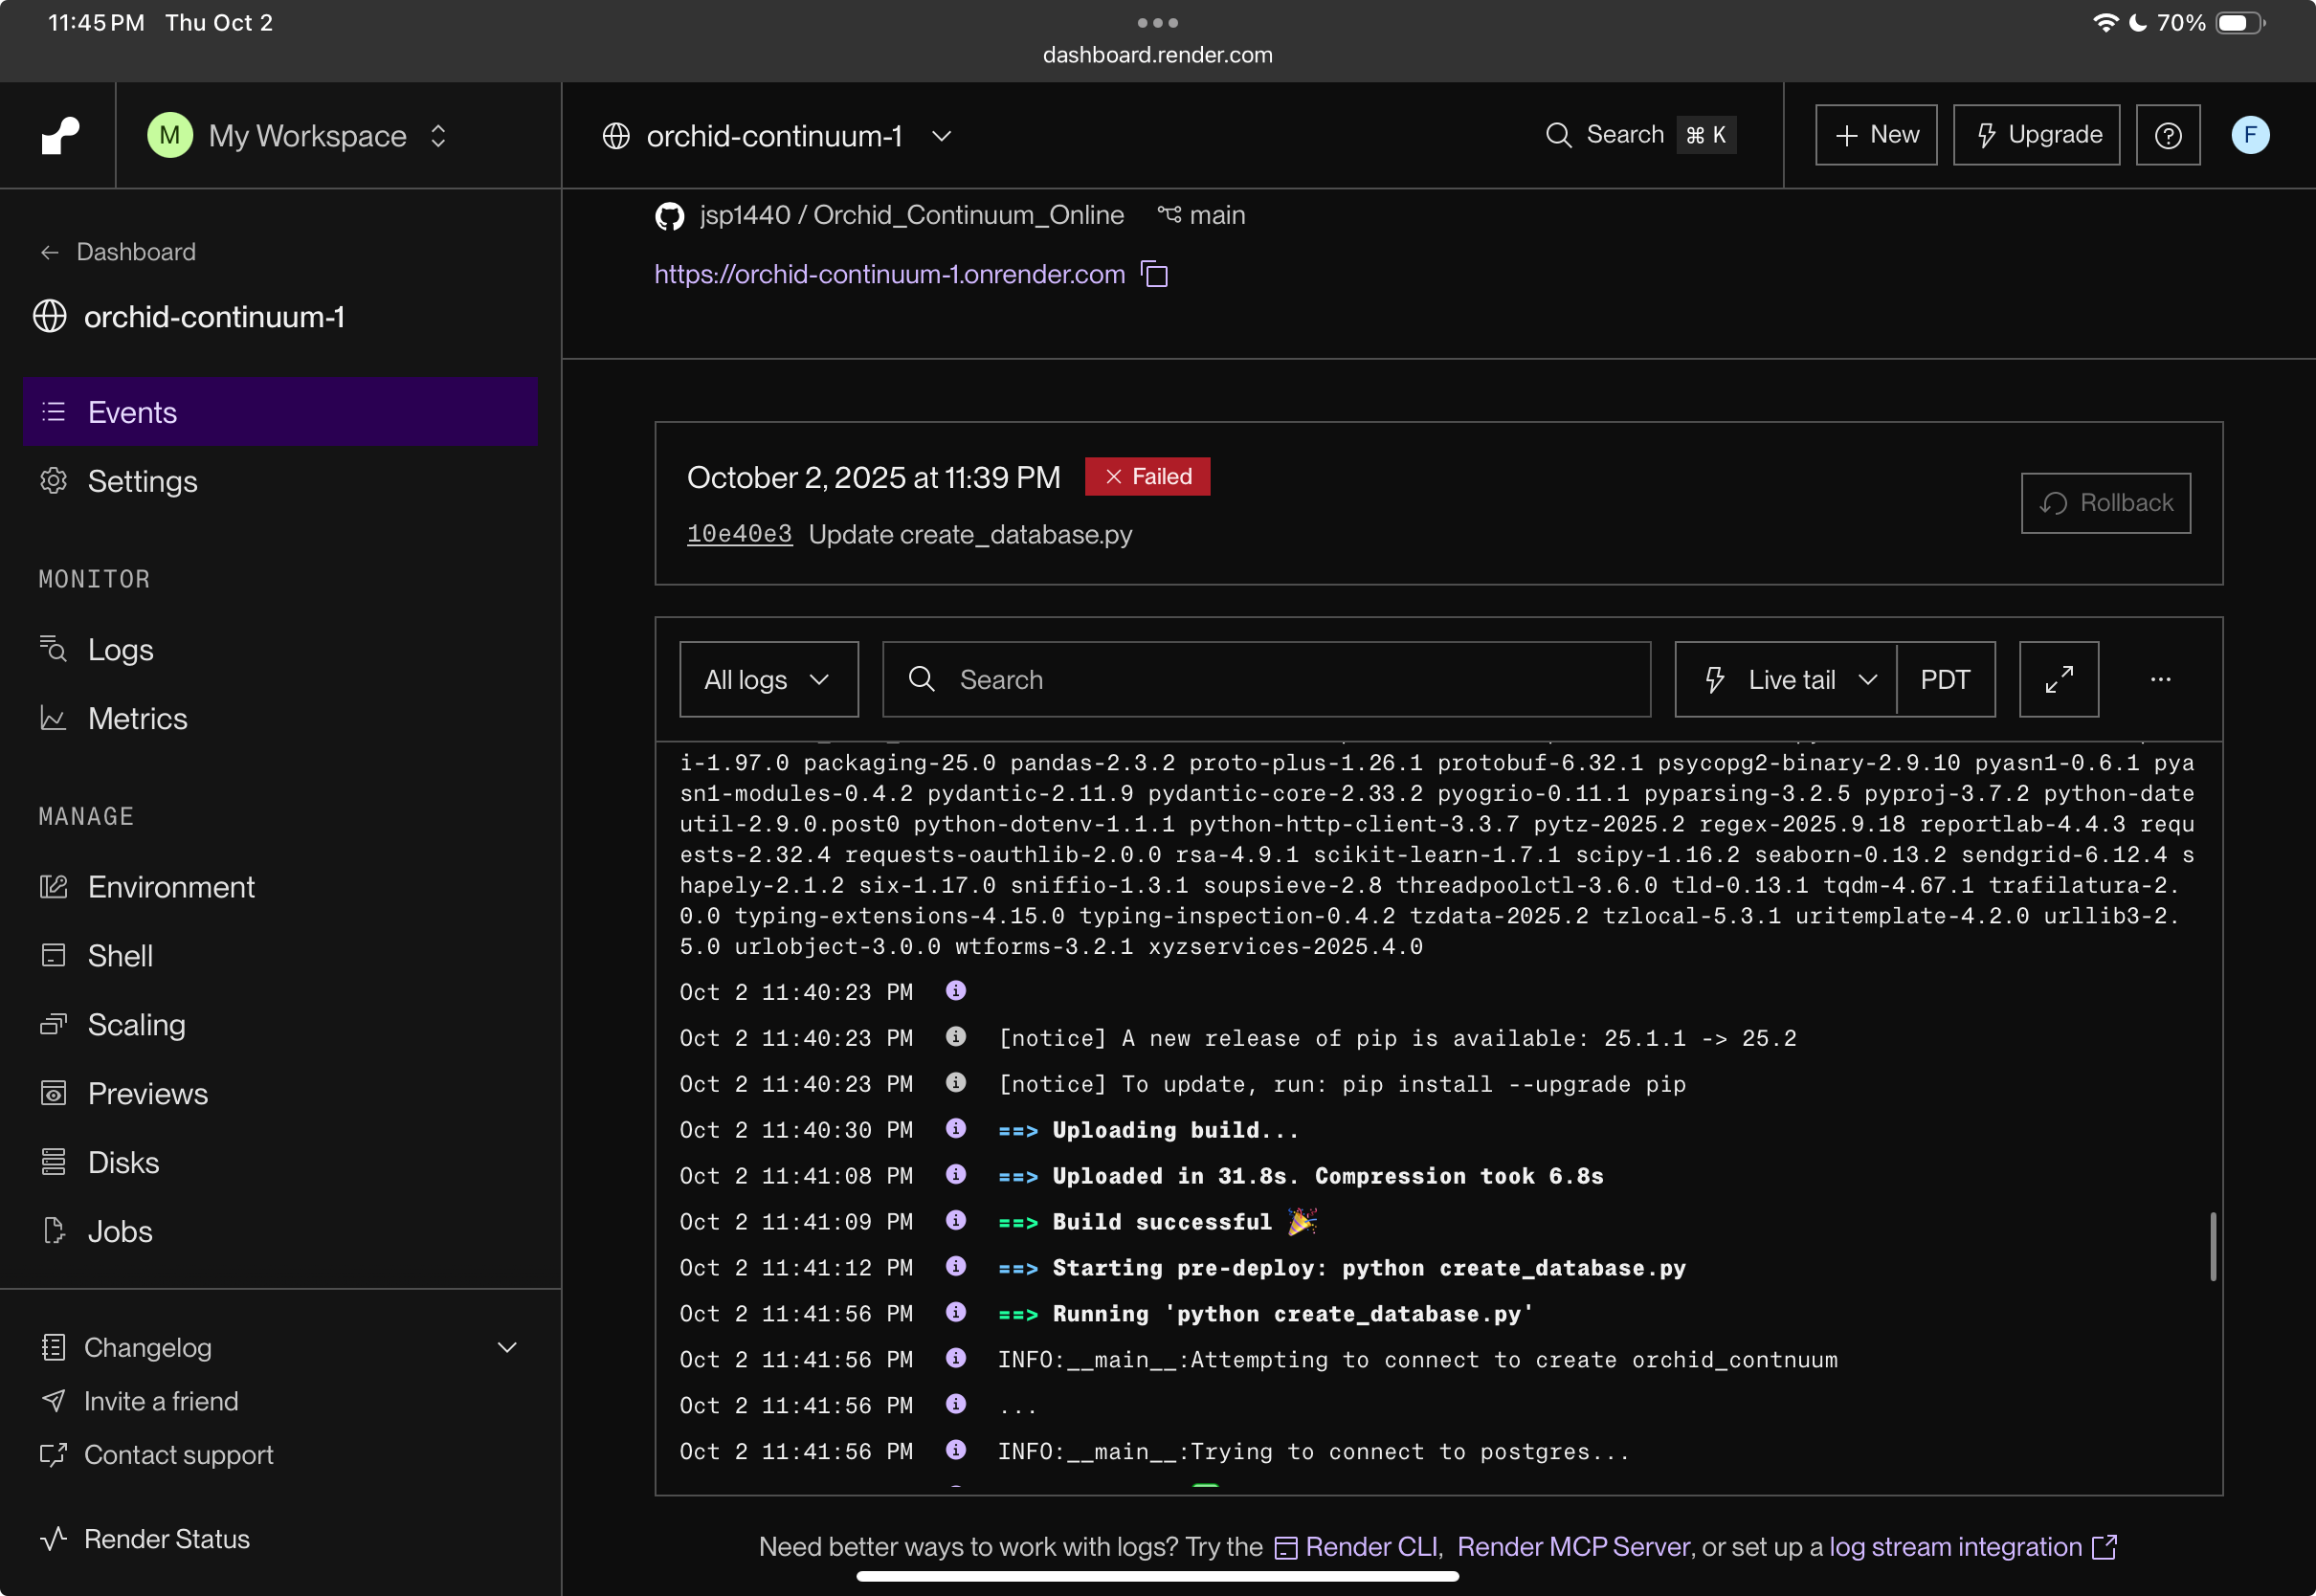 11:45 PM Thu Oct 2
dashboard.render.com
70%
M My Workspace
orchid-continuum-1
Search ⌘ K
+ New
Upgrade
F
← Dashboard
orchid-continuum-1
Events
Settings
MONITOR
Logs
Metrics
MANAGE
Environment
Shell
Scaling
Previews
Disks
Jobs
Changelog
Invite a friend
Contact support
Render Status
jsp1440 / Orchid_Continuum_Online main
https://orchid-continuum-1.onrender.com
October 2, 2025 at 11:39 PM Failed
10e40e3 Update create_database.py
Rollback
All logs
Search
Live tail
PDT
i-1.97.0 packaging-25.0 pandas-2.3.2 proto-plus-1.26.1 protobuf-6.32.1 psycopg2-binary-2.9.10 pyasn1-0.6.1 pya
sn1-modules-0.4.2 pydantic-2.11.9 pydantic-core-2.33.2 pyogrio-0.11.1 pyparsing-3.2.5 pyproj-3.7.2 python-date
util-2.9.0.post0 python-dotenv-1.1.1 python-http-client-3.3.7 pytz-2025.2 regex-2025.9.18 reportlab-4.4.3 requ
ests-2.32.4 requests-oauthlib-2.0.0 rsa-4.9.1 scikit-learn-1.7.1 scipy-1.16.2 seaborn-0.13.2 sendgrid-6.12.4 s
hapely-2.1.2 six-1.17.0 sniffio-1.3.1 soupsieve-2.8 threadpoolctl-3.6.0 tld-0.13.1 tqdm-4.67.1 trafilatura-2.
0.0 typing-extensions-4.15.0 typing-inspection-0.4.2 tzdata-2025.2 tzlocal-5.3.1 uritemplate-4.2.0 urllib3-2.
5.0 urlobject-3.0.0 wtforms-3.2.1 xyzservices-2025.4.0
Oct 2 11:40:23 PM
Oct 2 11:40:23 PM [notice] A new release of pip is available: 25.1.1 -> 25.2
Oct 2 11:40:23 PM [notice] To update, run: pip install --upgrade pip
Oct 2 11:40:30 PM ==> Uploading build...
Oct 2 11:41:08 PM ==> Uploaded in 31.8s. Compression took 6.8s
Oct 2 11:41:09 PM ==> Build successful 🎉
Oct 2 11:41:12 PM ==> Starting pre-deploy: python create_database.py
Oct 2 11:41:56 PM ==> Running 'python create_database.py'
Oct 2 11:41:56 PM INFO:__main__:Attempting to connect to create orchid_contnuum
Oct 2 11:41:56 PM ...
Oct 2 11:41:56 PM INFO:__main__:Trying to connect to postgres...
Need better ways to work with logs? Try the Render CLI, Render MCP Server, or set up a log stream integration